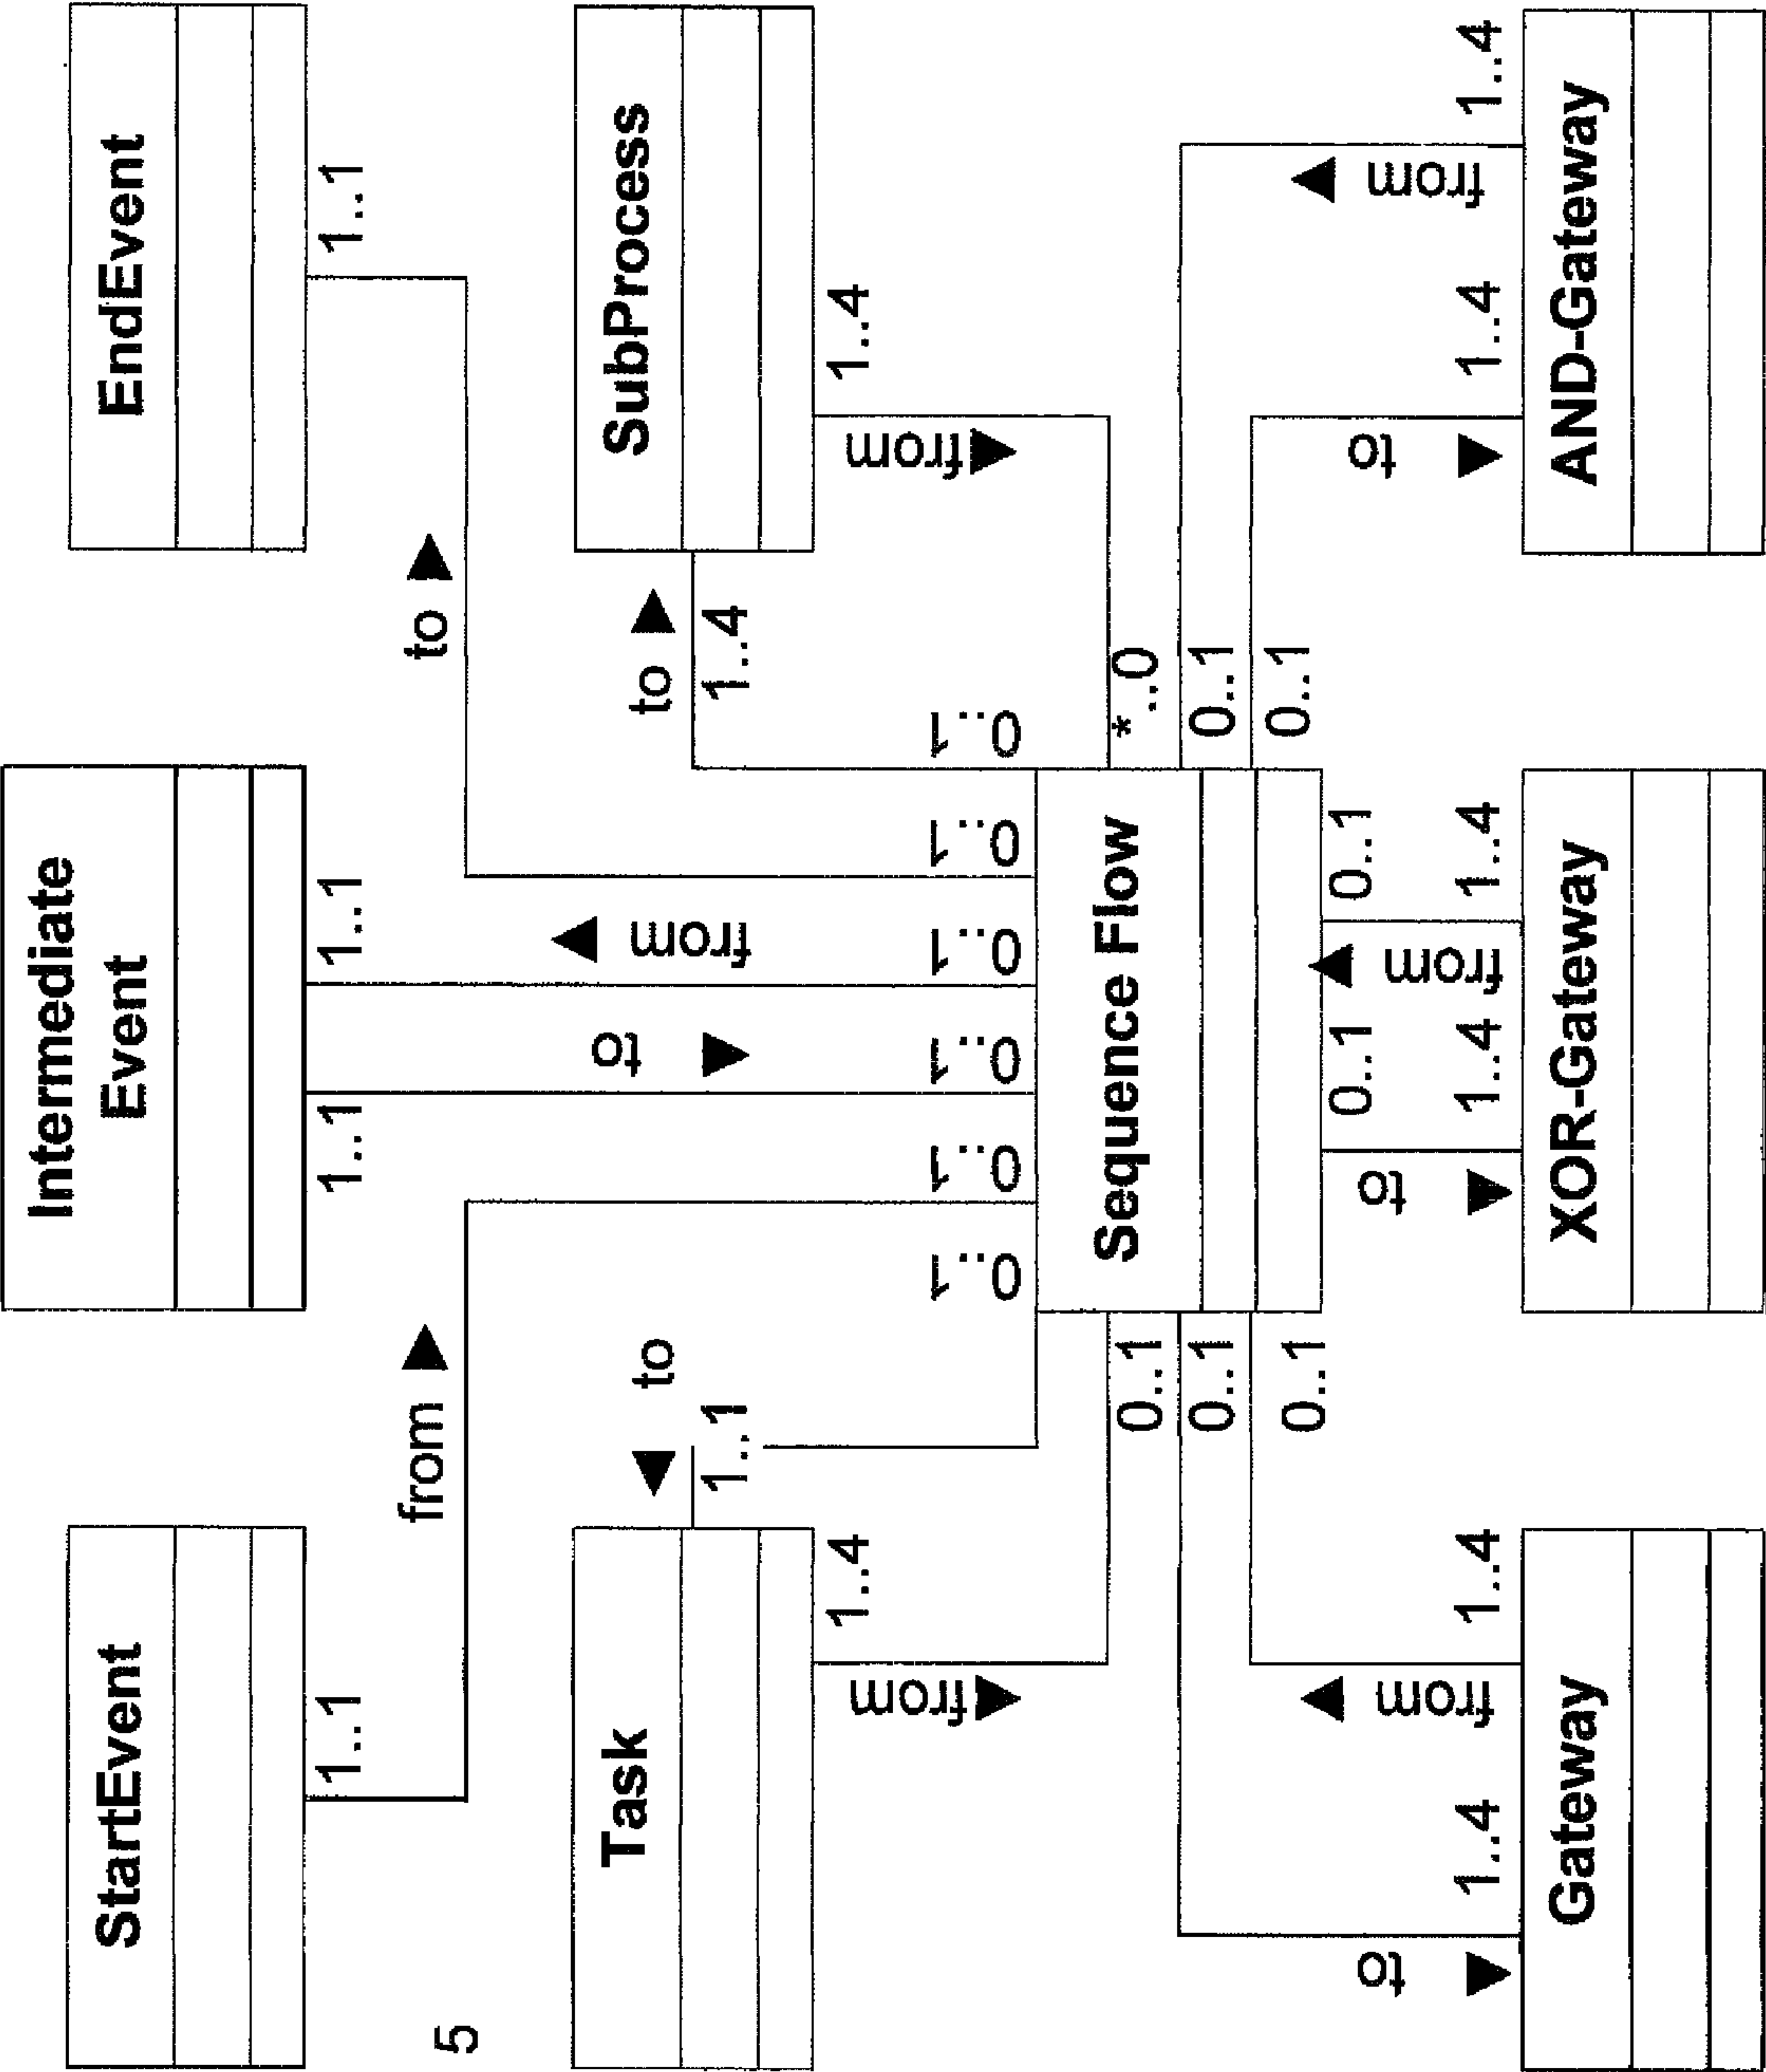 Intermediate
Event
StartEvent
EndEvent
1..1
1..1
1..1
1..1
from ▶
to ▶
5
Task
SubProcess
◀ to
to ▶
from ▲
to ▼
1..1
1..4
1..4
1..4
from ▼
from ▼
0..1
0..1
0..1
0..1
0..1
0..1
Sequence Flow
0..1
*..0
0..1
0..1
0..1
0..1
0..1
0..1
to ▼
from ▲
to ▼
from ▲
to ▼
from ▲
1..4
1..4
1..4
1..4
1..4
1..4
Gateway
XOR-Gateway
AND-Gateway